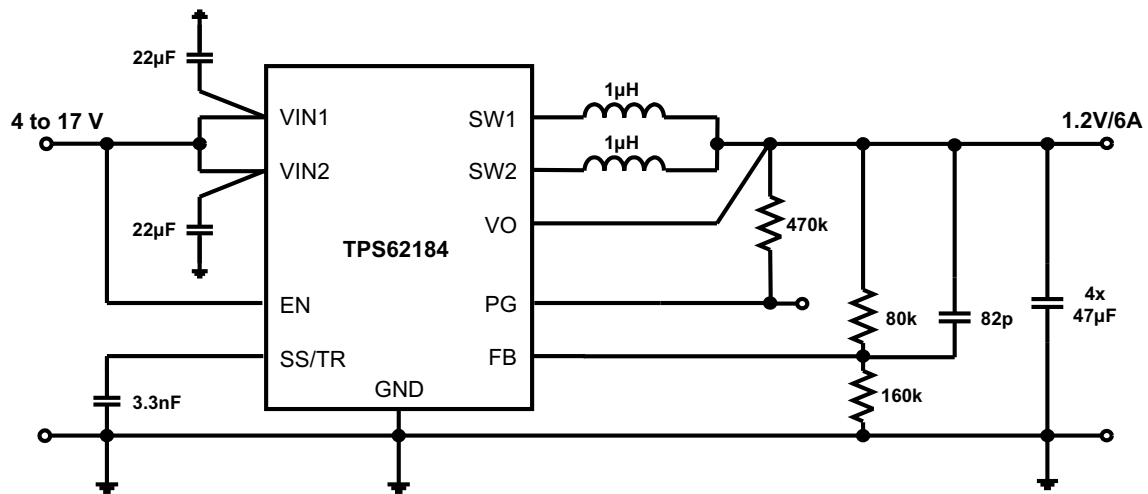 22µF
4 to 17 V
22µF
VIN1
VIN2
EN
SS/TR
3.3nF
TPS62184
GND
SW1
SW2
VO
PG
FB
1µH
1µH
470k
80k
160k
82p
4x
47µF
1.2V/6A